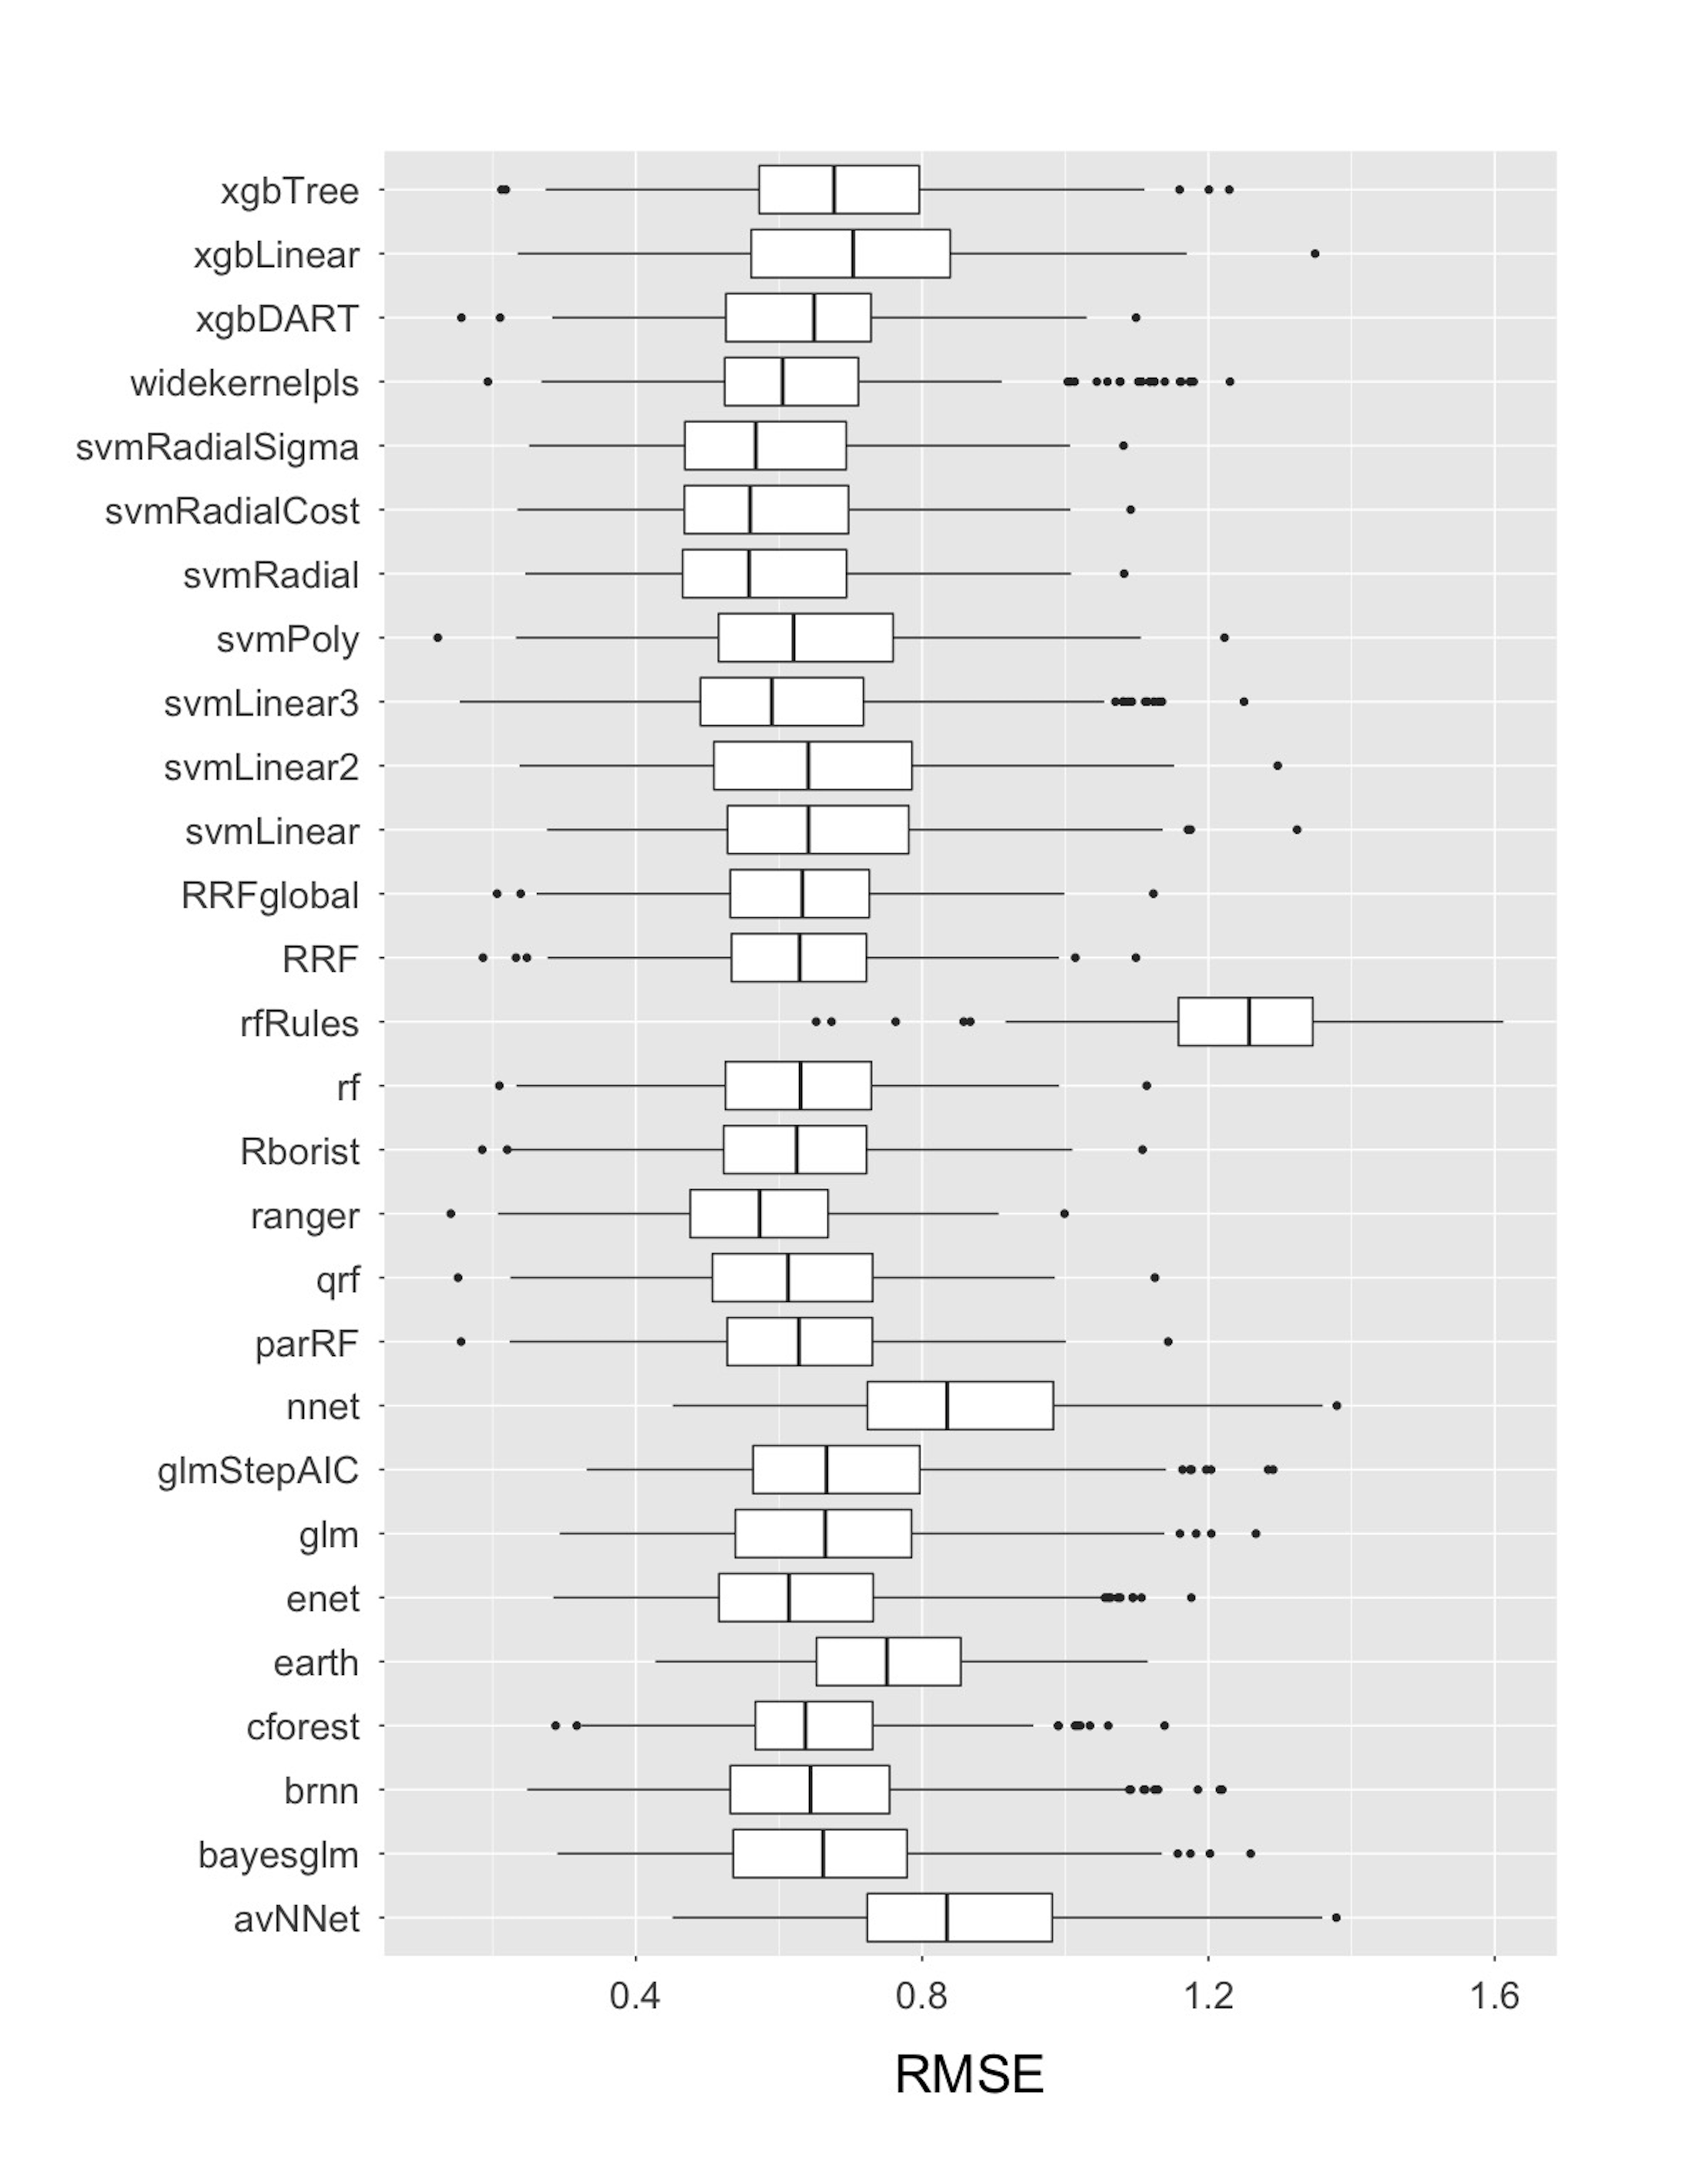 xgbTree
xgbLinear
xgbDART
widekernelpls
svmRadialSigma
svmRadialCost
svmRadial
svmPoly
svmLinear3
svmLinear2
svmLinear
RRFglobal
RRF
rfRules
rf
Rborist
ranger
qrf
parRF
nnet
glmStepAIC
glm
enet
earth
cforest
brnn
bayesglm
avNNet
0.4 0.8 1.2 1.6
RMSE